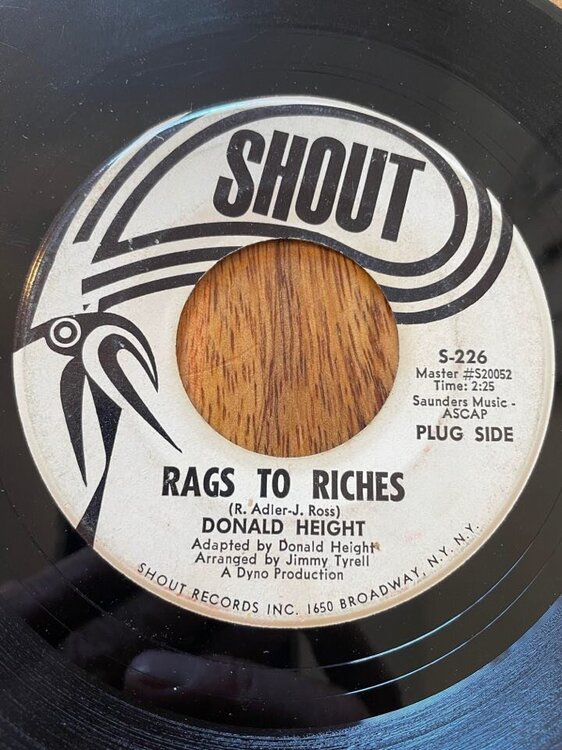 SHOUT
S-226
Master #S20052
Time: 2:25
Saunders Music -
ASCAP
PLUG SIDE
RAGS TO RICHES
(R. Adler-J. Ross)
DONALD HEIGHT
Adapted by Donald Height
Arranged by Jimmy Tyrell
A Dyno Production
SHOUT RECORDS INC. 1650 BROADWAY, N.Y. N.Y.